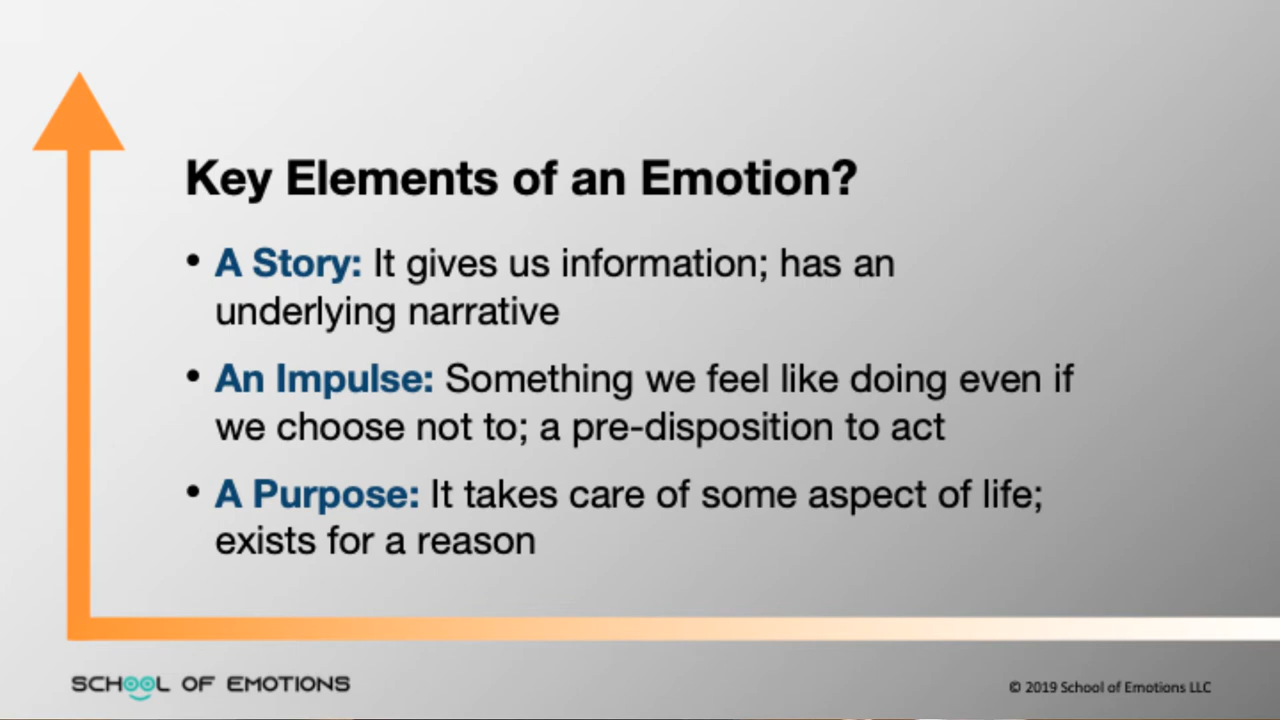 Key Elements of an Emotion?
• A Story: It gives us information; has an
underlying narrative
• An Impulse: Something we feel like doing even if
we choose not to; a pre-disposition to act
• A Purpose: It takes care of some aspect of life;
exists for a reason
SCHOOL OF EMOTIONS
© 2019 School of Emotions LLC